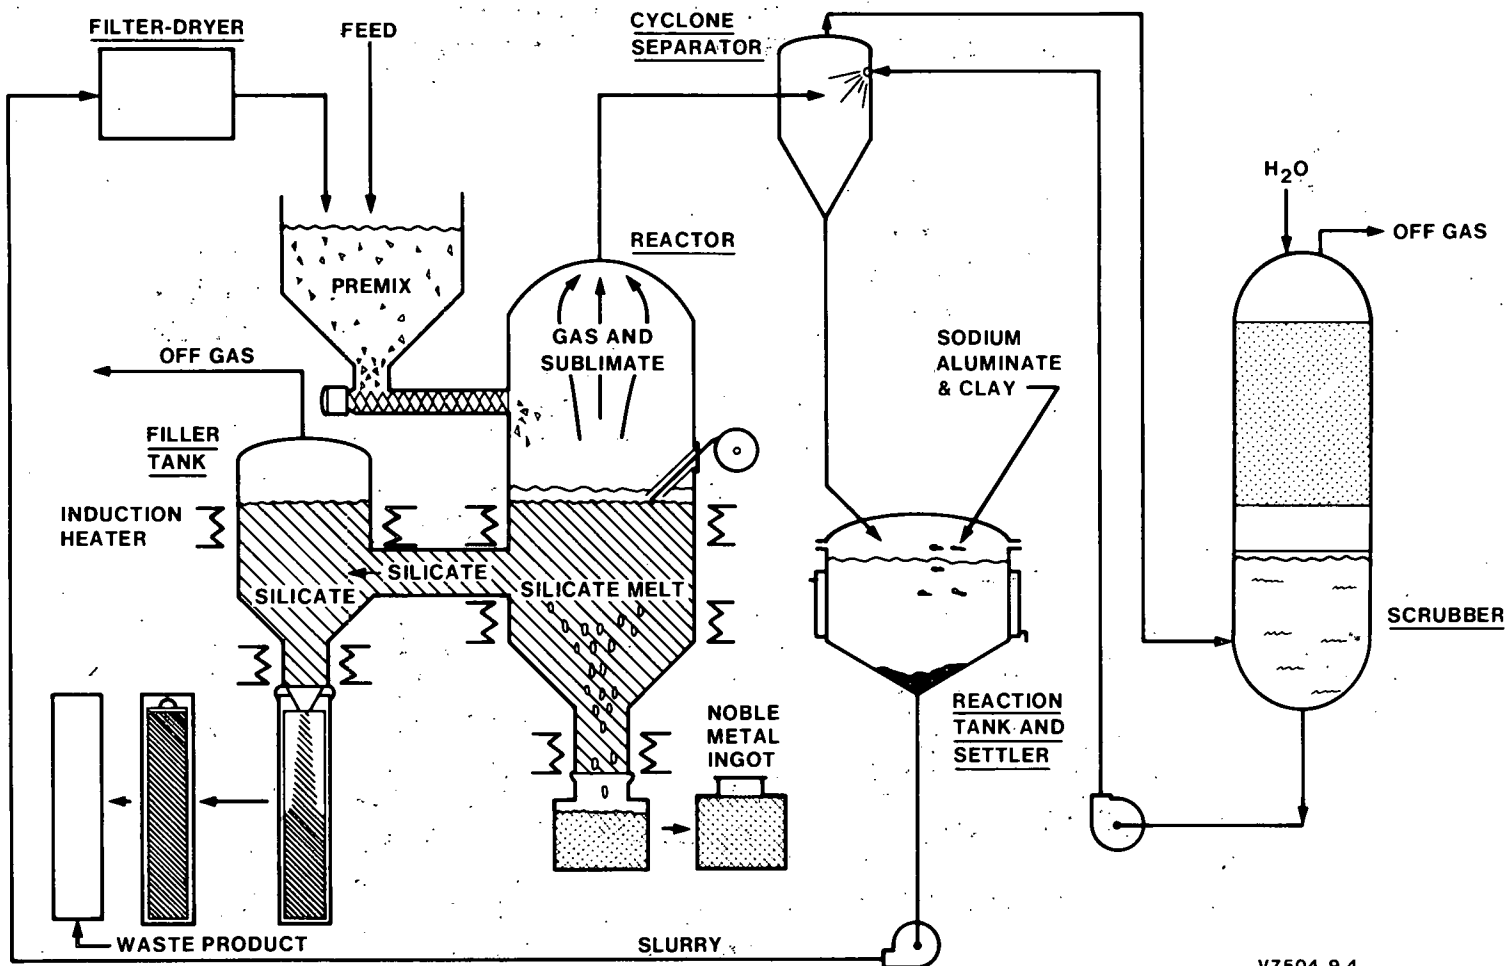 FILTER-DRYER
FEED
CYCLONE
SEPARATOR
H2O
OFF GAS
REACTOR
PREMIX
GAS AND
SUBLIMATE
OFF GAS
SODIUM
ALUMINATE
& CLAY
FILLER
TANK
INDUCTION
HEATER
SILICATE
SILICATE
SILICATE MELT
SCRUBBER
REACTION
TANK AND
SETTLER
NOBLE
METAL
INGOT
WASTE PRODUCT
SLURRY